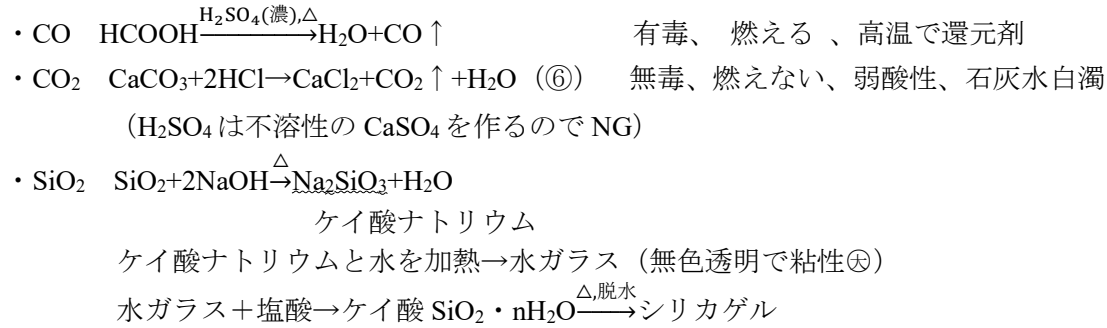 ・CO HCOOH H₂SO₄(濃),△→H₂O+CO↑ 有毒、 燃える 、高温で還元剤
・CO₂ CaCO₃+2HCl→CaCl₂+CO₂↑+H₂O（⑥） 無毒、燃えない、弱酸性、石灰水白濁
（H₂SO₄は不溶性の CaSO₄を作るので NG）
・SiO₂ SiO₂+2NaOH△→Na₂SiO₃+H₂O
ケイ酸ナトリウム
ケイ酸ナトリウムと水を加熱→水ガラス（無色透明で粘性㊛）
水ガラス＋塩酸→ケイ酸 SiO₂・nH₂O△,脱水→シリカゲル